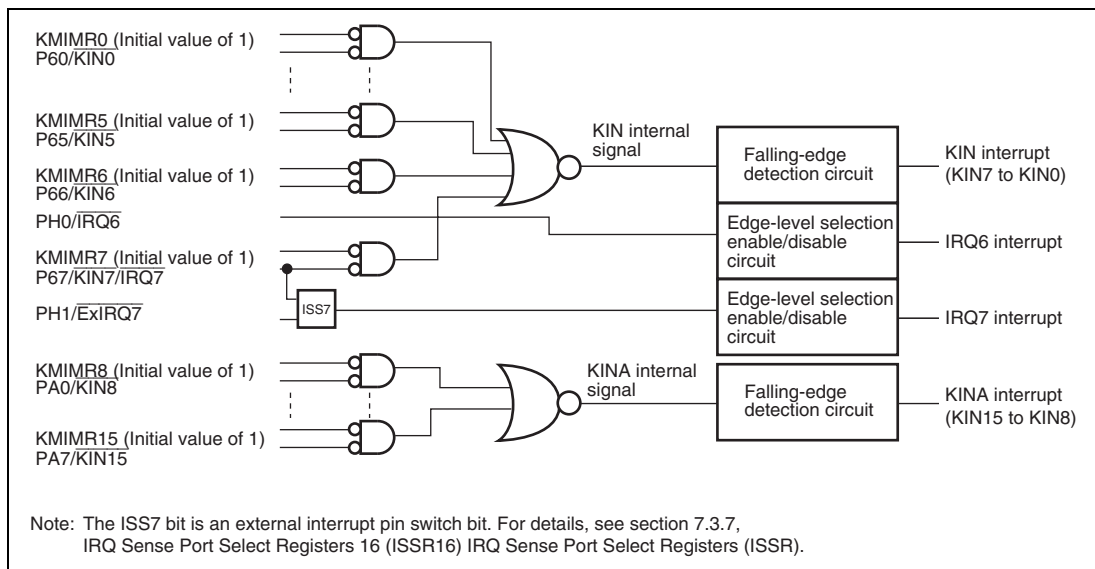 KMIMR0 (Initial value of 1)
P60/KIN0
KMIMR5 (Initial value of 1)
P65/KIN5
KMIMR6 (Initial value of 1)
P66/KIN6
PH0/IRQ6
KMIMR7 (Initial value of 1)
P67/KIN7/IRQ7
PH1/ExIRQ7
ISS7
KIN internal
signal
Falling-edge
detection circuit
KIN interrupt
(KIN7 to KIN0)
Edge-level selection
enable/disable
circuit
IRQ6 interrupt
Edge-level selection
enable/disable
circuit
IRQ7 interrupt
KMIMR8 (Initial value of 1)
PA0/KIN8
KMIMR15 (Initial value of 1)
PA7/KIN15
KINA internal
signal
Falling-edge
detection circuit
KINA interrupt
(KIN15 to KIN8)
Note: The ISS7 bit is an external interrupt pin switch bit. For details, see section 7.3.7,
IRQ Sense Port Select Registers 16 (ISSR16) IRQ Sense Port Select Registers (ISSR).